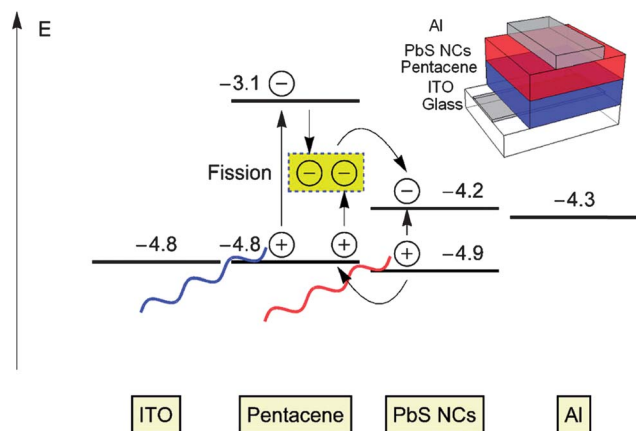 E
Al
PbS NCs
Pentacene
ITO
Glass
−3.1
−
Fission
− −
−
−4.2
−4.3
−4.8
−4.8
+
+
+
−4.9
ITO
Pentacene
PbS NCs
Al